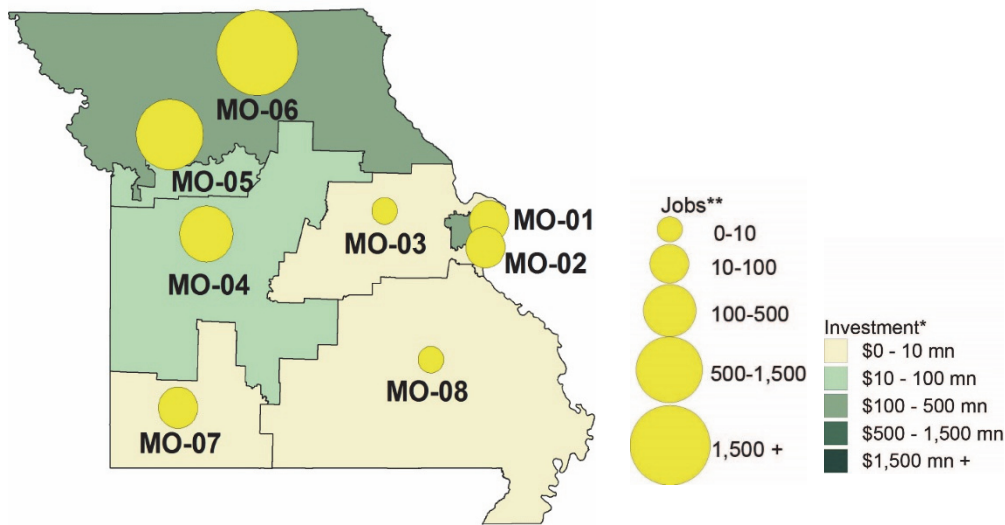 MO-06
MO-05
MO-04
MO-03
MO-01
MO-02
MO-08
MO-07
Jobs**
0-10
10-100
100-500
500-1,500
1,500 +
Investment*
$0 - 10 mn
$10 - 100 mn
$100 - 500 mn
$500 - 1,500 mn
$1,500 mn +